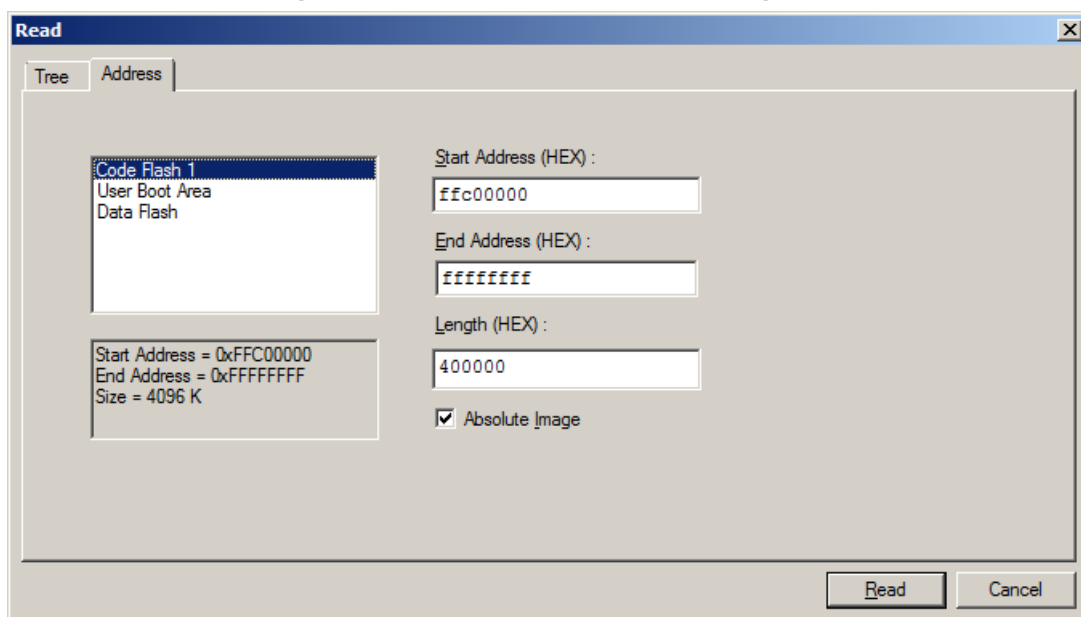 Read
Tree
Address
Code Flash 1
User Boot Area
Data Flash
Start Address = 0xFFC00000
End Address = 0xFFFFFFFF
Size = 4096 K
Start Address (HEX) :
ffc00000
End Address (HEX) :
ffffffff
Length (HEX) :
400000
Absolute Image
Read
Cancel